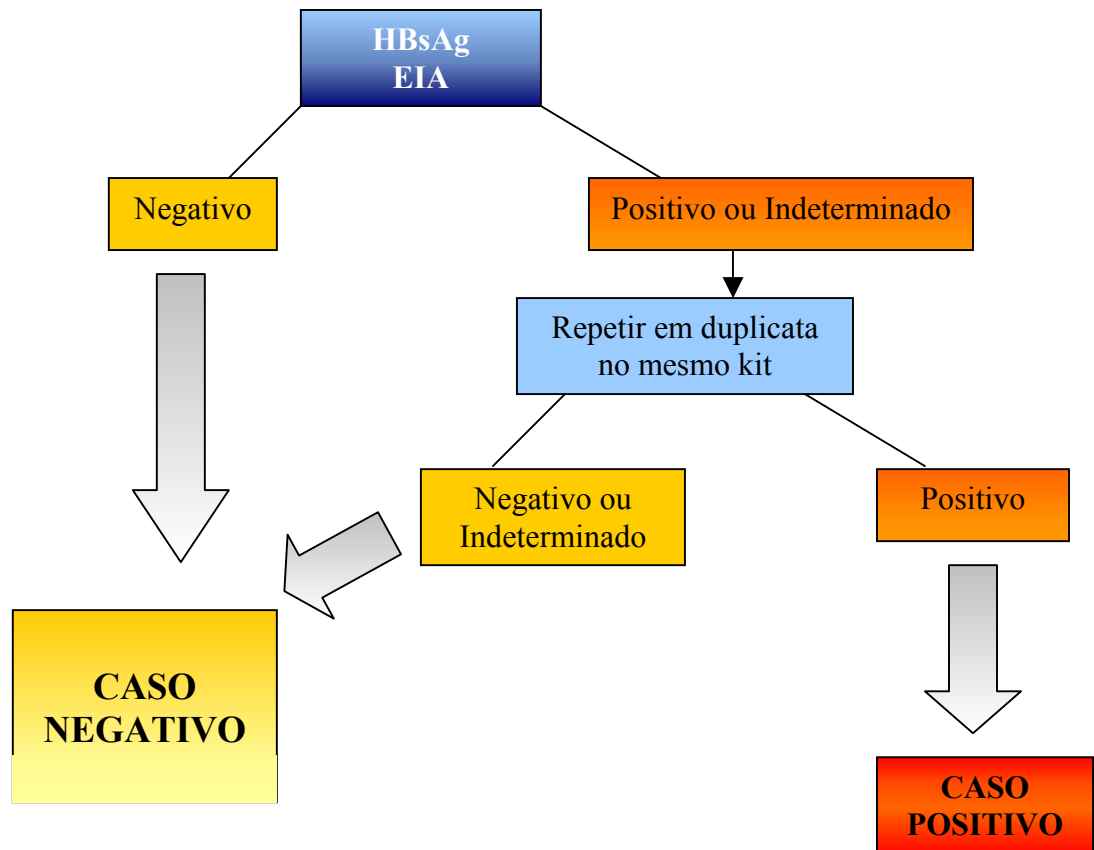 HBsAg
EIA
Negativo
Positivo ou Indeterminado
Repetir em duplicata
no mesmo kit
Negativo ou
Indeterminado
Positivo
CASO
NEGATIVO
CASO
POSITIVO